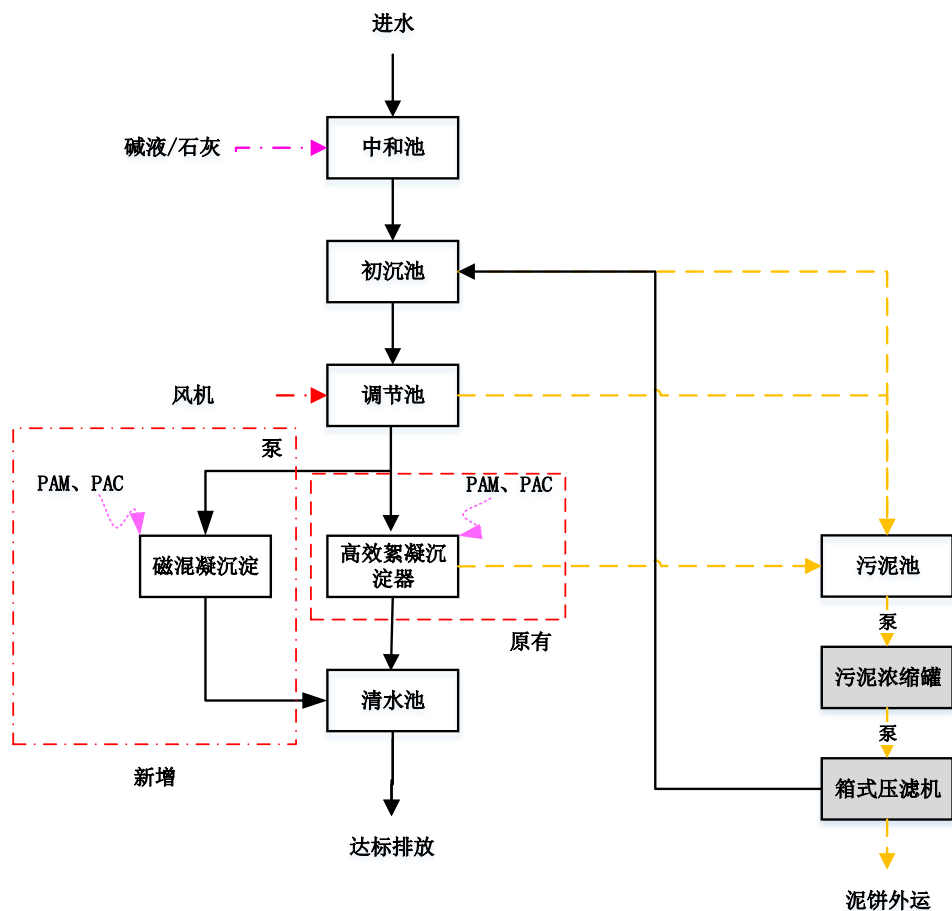 进水
碱液/石灰
中和池
初沉池
风机
调节池
泵
PAM、PAC
PAM、PAC
磁混凝沉淀
高效絮凝沉
淀器
污泥池
泵
原有
污泥浓缩罐
清水池
泵
新增
箱式压滤机
达标排放
泥饼外运